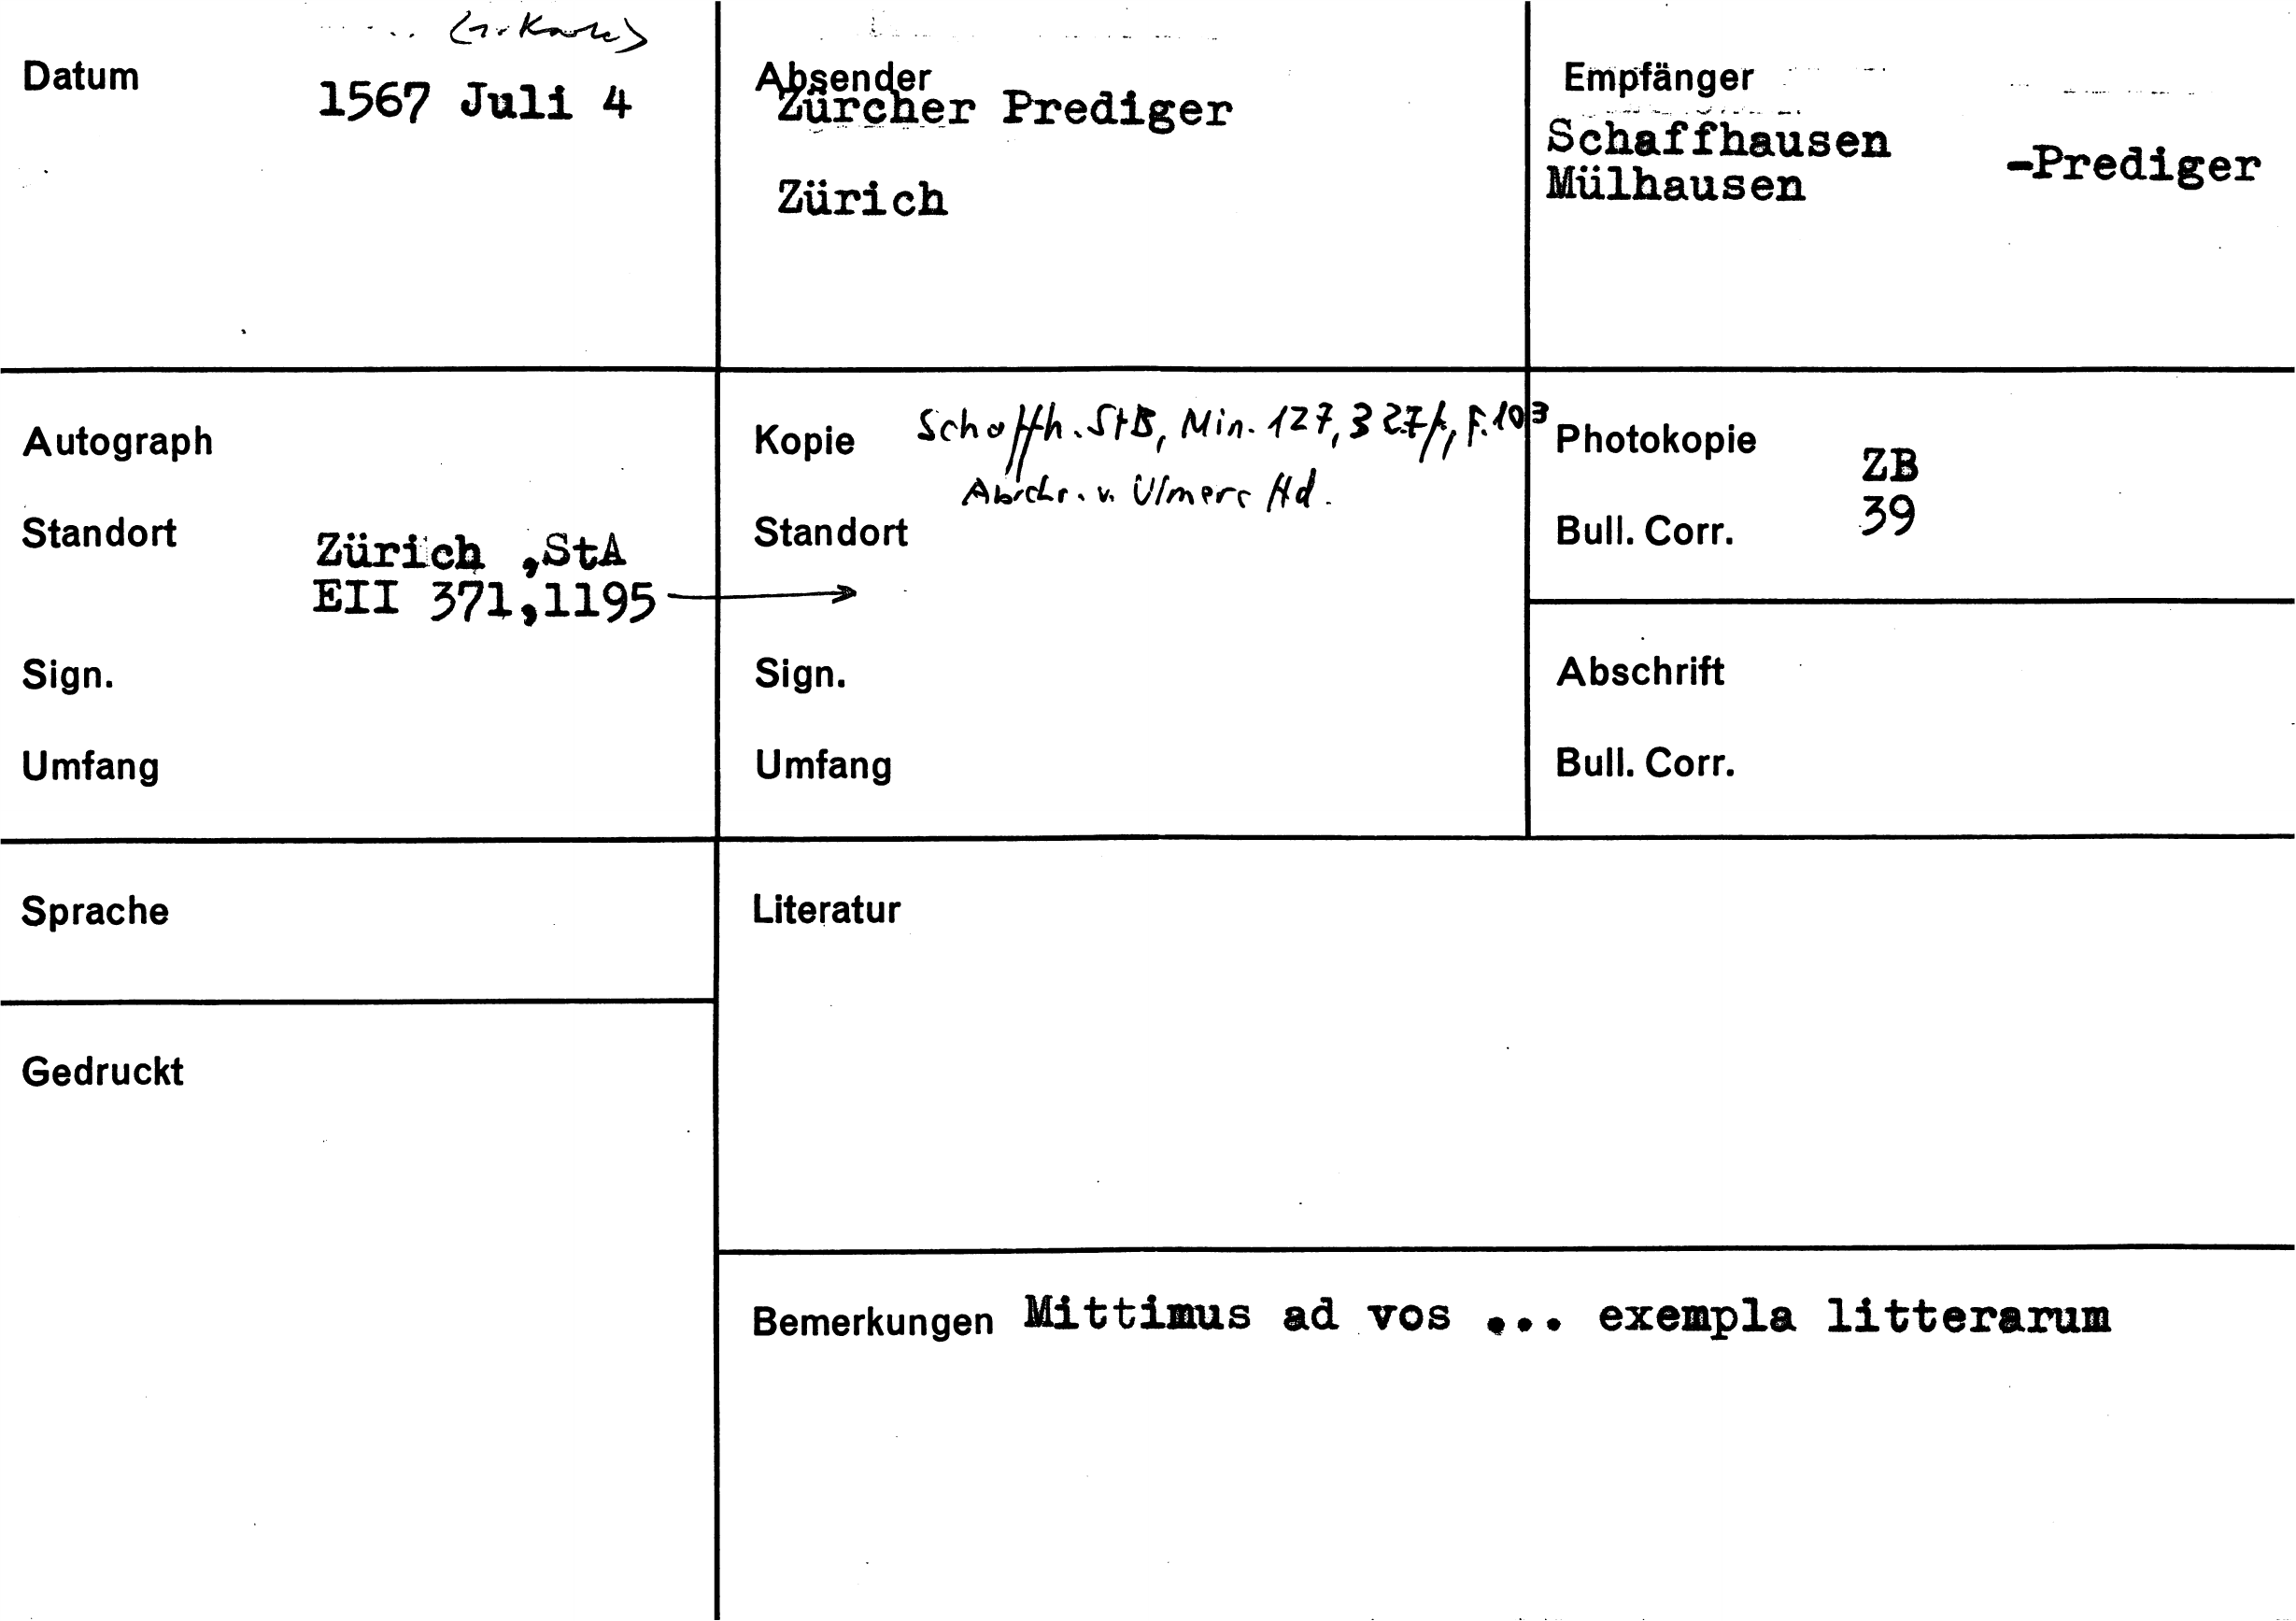 (1. Karte)
Datum
1567 Juli 4
Absender
Zürcher Prediger
Zürich
Empfänger
Schaffhausen
Mülhausen
-Prediger
Autograph
Standort
Zürich ,StA
EII 371,1195
Sign.
Umfang
Kopie
Schaffh. StB, Min. 127, 327f, F. 103
Abschr. v. Ulmers Hd.
Standort
Sign.
Umfang
Photokopie
ZB
39
Bull. Corr.
Abschrift
Bull. Corr.
Sprache
Gedruckt
Literatur
Bemerkungen Mittimus ad vos ... exempla litterarum